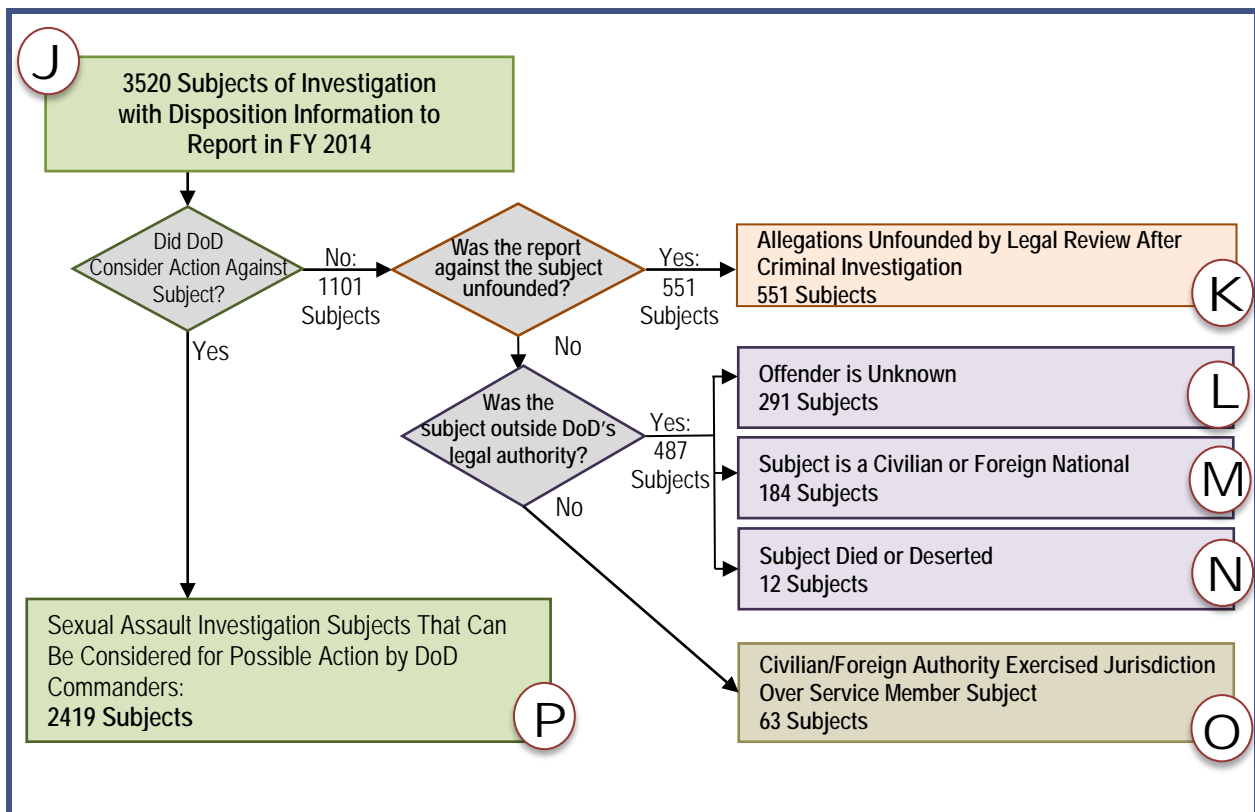 J
3520 Subjects of Investigation
with Disposition Information to
Report in FY 2014
Did DoD
Consider Action Against
Subject?
No:
1101
Subjects
Was the report
against the subject
unfounded?
Yes:
551
Subjects
Allegations Unfounded by Legal Review After
Criminal Investigation
551 Subjects
K
Yes
No
Was the
subject outside DoD's
legal authority?
Yes:
487
Subjects
Offender is Unknown
291 Subjects
L
Subject is a Civilian or Foreign National
184 Subjects
M
Subject Died or Deserted
12 Subjects
N
No
Sexual Assault Investigation Subjects That Can
Be Considered for Possible Action by DoD
Commanders:
2419 Subjects
P
Civilian/Foreign Authority Exercised Jurisdiction
Over Service Member Subject
63 Subjects
O